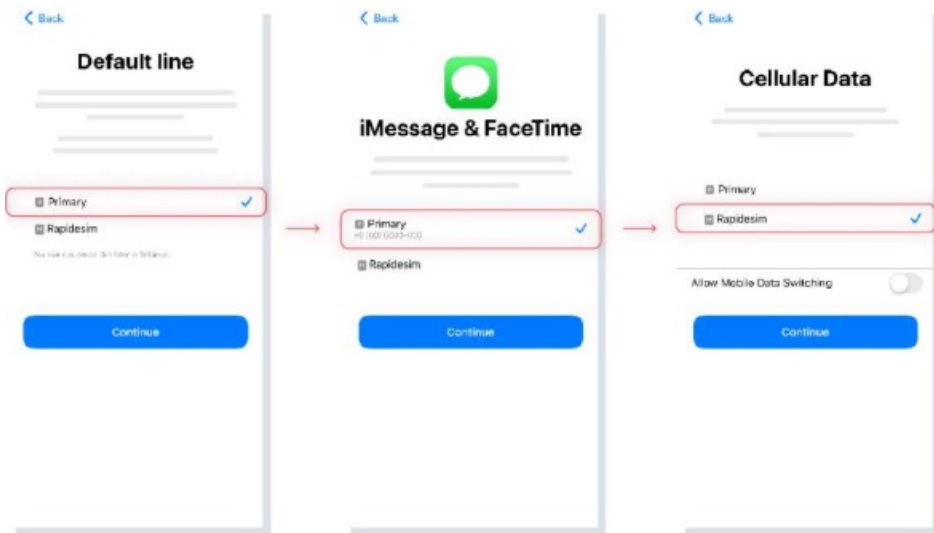 Back
Default line
Primary
Rapidesim
Continue
Back
iMessage & FaceTime
Primary
Rapidesim
Continue
Back
Cellular Data
Primary
Rapidesim
Allow Mobile Data Switching
Continue